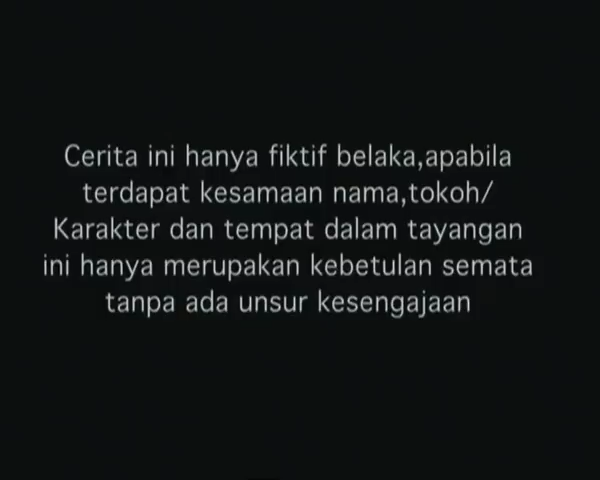 Cerita ini hanya fiktif belaka,apabila
terdapat kesamaan nama,tokoh/
Karakter dan tempat dalam tayangan
ini hanya merupakan kebetulan semata
tanpa ada unsur kesengajaan